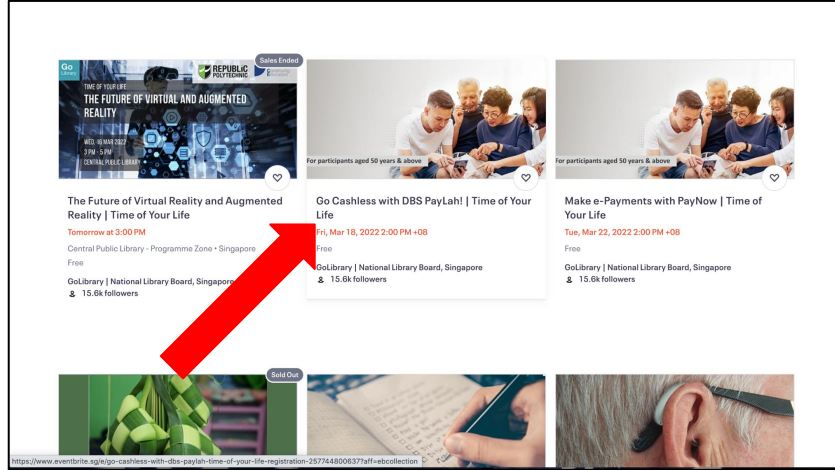 Go
Library
REPUBLIC
POLYTECHNIC
Sales Ended
TIME OF YOUR LIFE
THE FUTURE OF VIRTUAL AND AUGMENTED
REALITY
WED, 16 MAR 2022
3 PM - 5 PM
CENTRAL PUBLIC LIBRARY
For participants aged 50 years & above
For participants aged 50 years & above
The Future of Virtual Reality and Augmented
Reality | Time of Your Life
Tomorrow at 3:00 PM
Central Public Library - Programme Zone • Singapore
Free
GoLibrary | National Library Board, Singapore
15.6k followers
Go Cashless with DBS PayLah! | Time of Your
Life
Fri, Mar 18, 2022 2:00 PM +08
Free
GoLibrary | National Library Board, Singapore
15.6k followers
Make e-Payments with PayNow | Time of
Your Life
Tue, Mar 22, 2022 2:00 PM +08
Free
GoLibrary | National Library Board, Singapore
15.6k followers
Sold Out
https://www.eventbrite.sg/e/go-cashless-with-dbs-paylah-time-of-your-life-registration-257744800637?aff=ebcollection